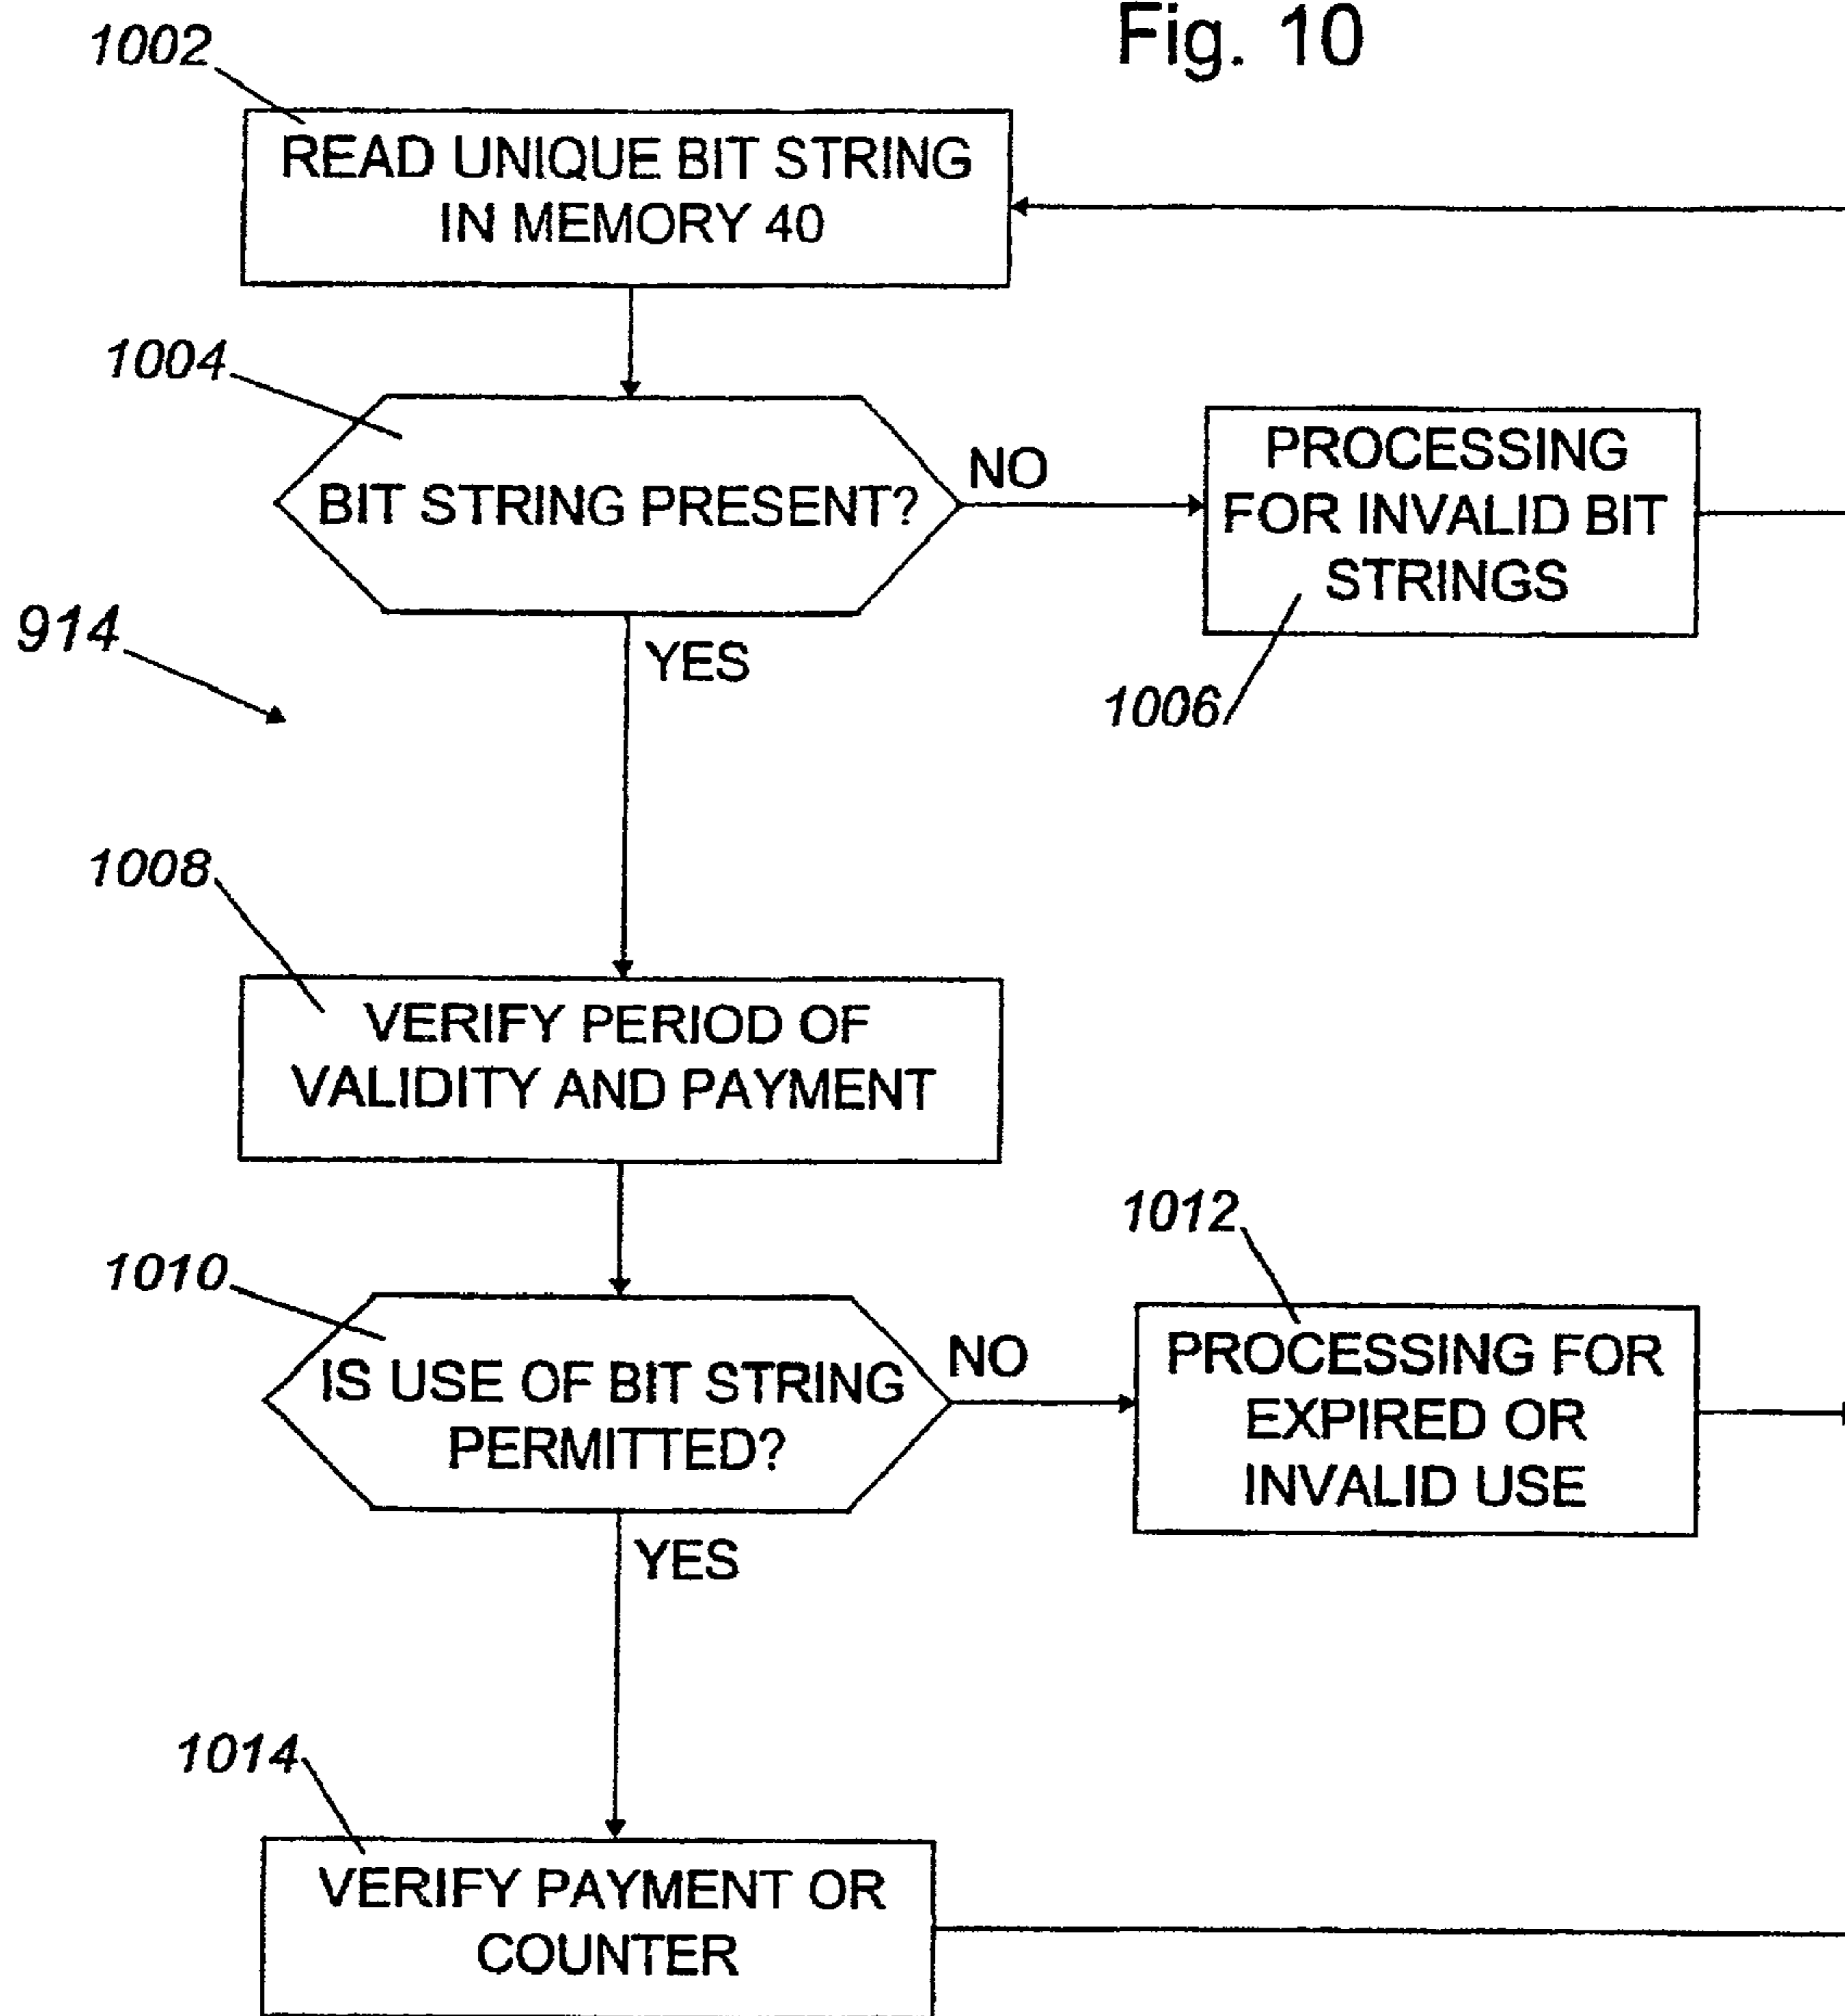 Fig. 10
1002
READ UNIQUE BIT STRING
IN MEMORY 40
1004
BIT STRING PRESENT?
NO
PROCESSING
FOR INVALID BIT
STRINGS
1006
914
YES
1008
VERIFY PERIOD OF
VALIDITY AND PAYMENT
1010
IS USE OF BIT STRING
PERMITTED?
NO
1012
PROCESSING FOR
EXPIRED OR
INVALID USE
YES
1014
VERIFY PAYMENT OR
COUNTER